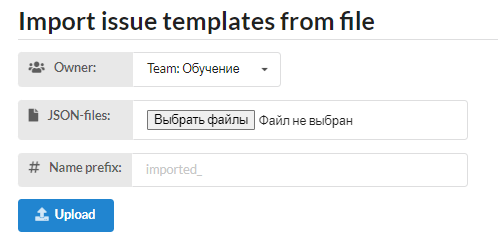 Import issue templates from file
Owner: Team: Обучение
JSON-files: Выбрать файлы Файл не выбран
# Name prefix: imported_
Upload